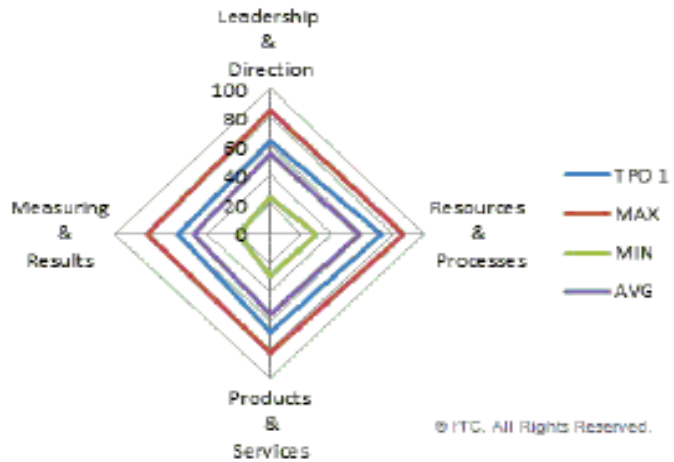 Leadership
&
Direction
100
80
60
40
20
0
Measuring
&
Results
Resources
&
Processes
Products
&
Services
TPO 1
MAX
MIN
AVG
© ITC. All Rights Reserved.